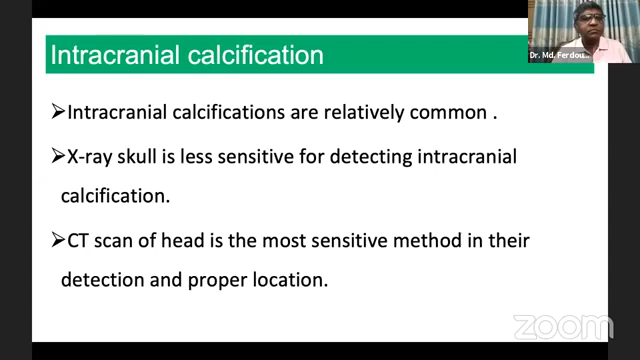 Intracranial calcification
Dr. Md. Ferdou...
➢Intracranial calcifications are relatively common .
➢X-ray skull is less sensitive for detecting intracranial
calcification.
➢CT scan of head is the most sensitive method in their
detection and proper location.
zoom